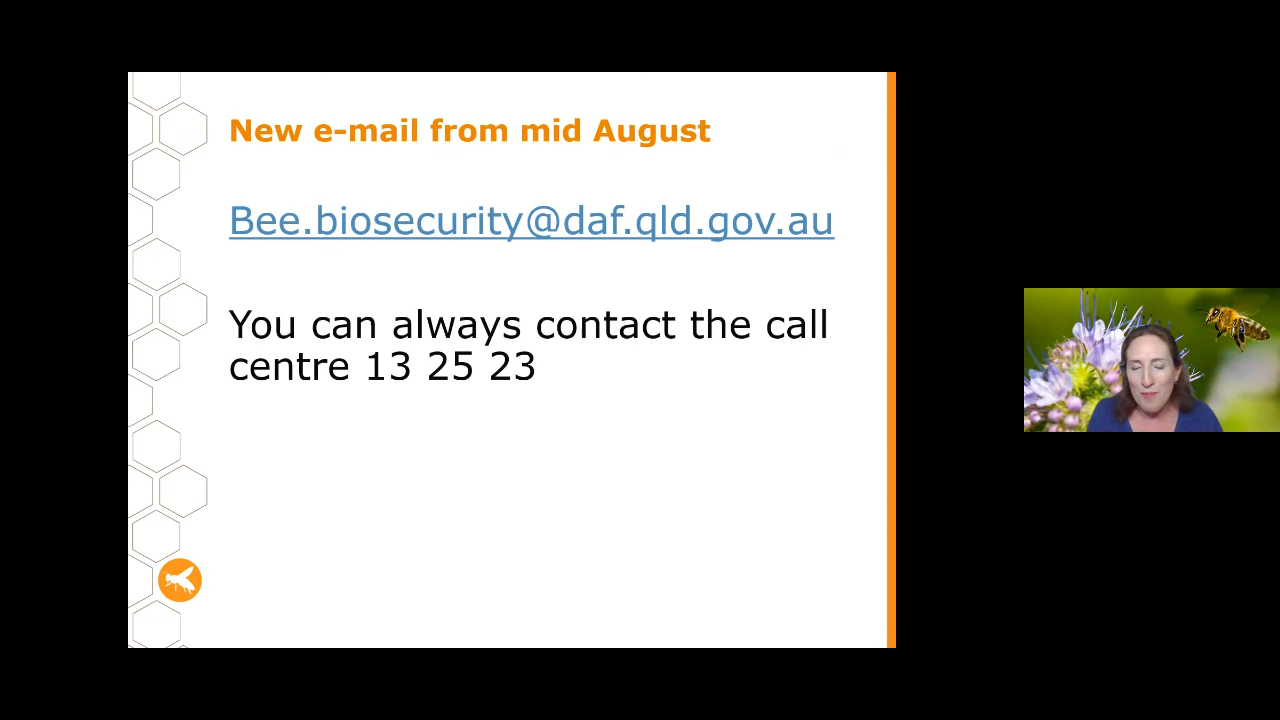 New e-mail from mid August
Bee.biosecurity@daf.qld.gov.au
You can always contact the call
centre 13 25 23